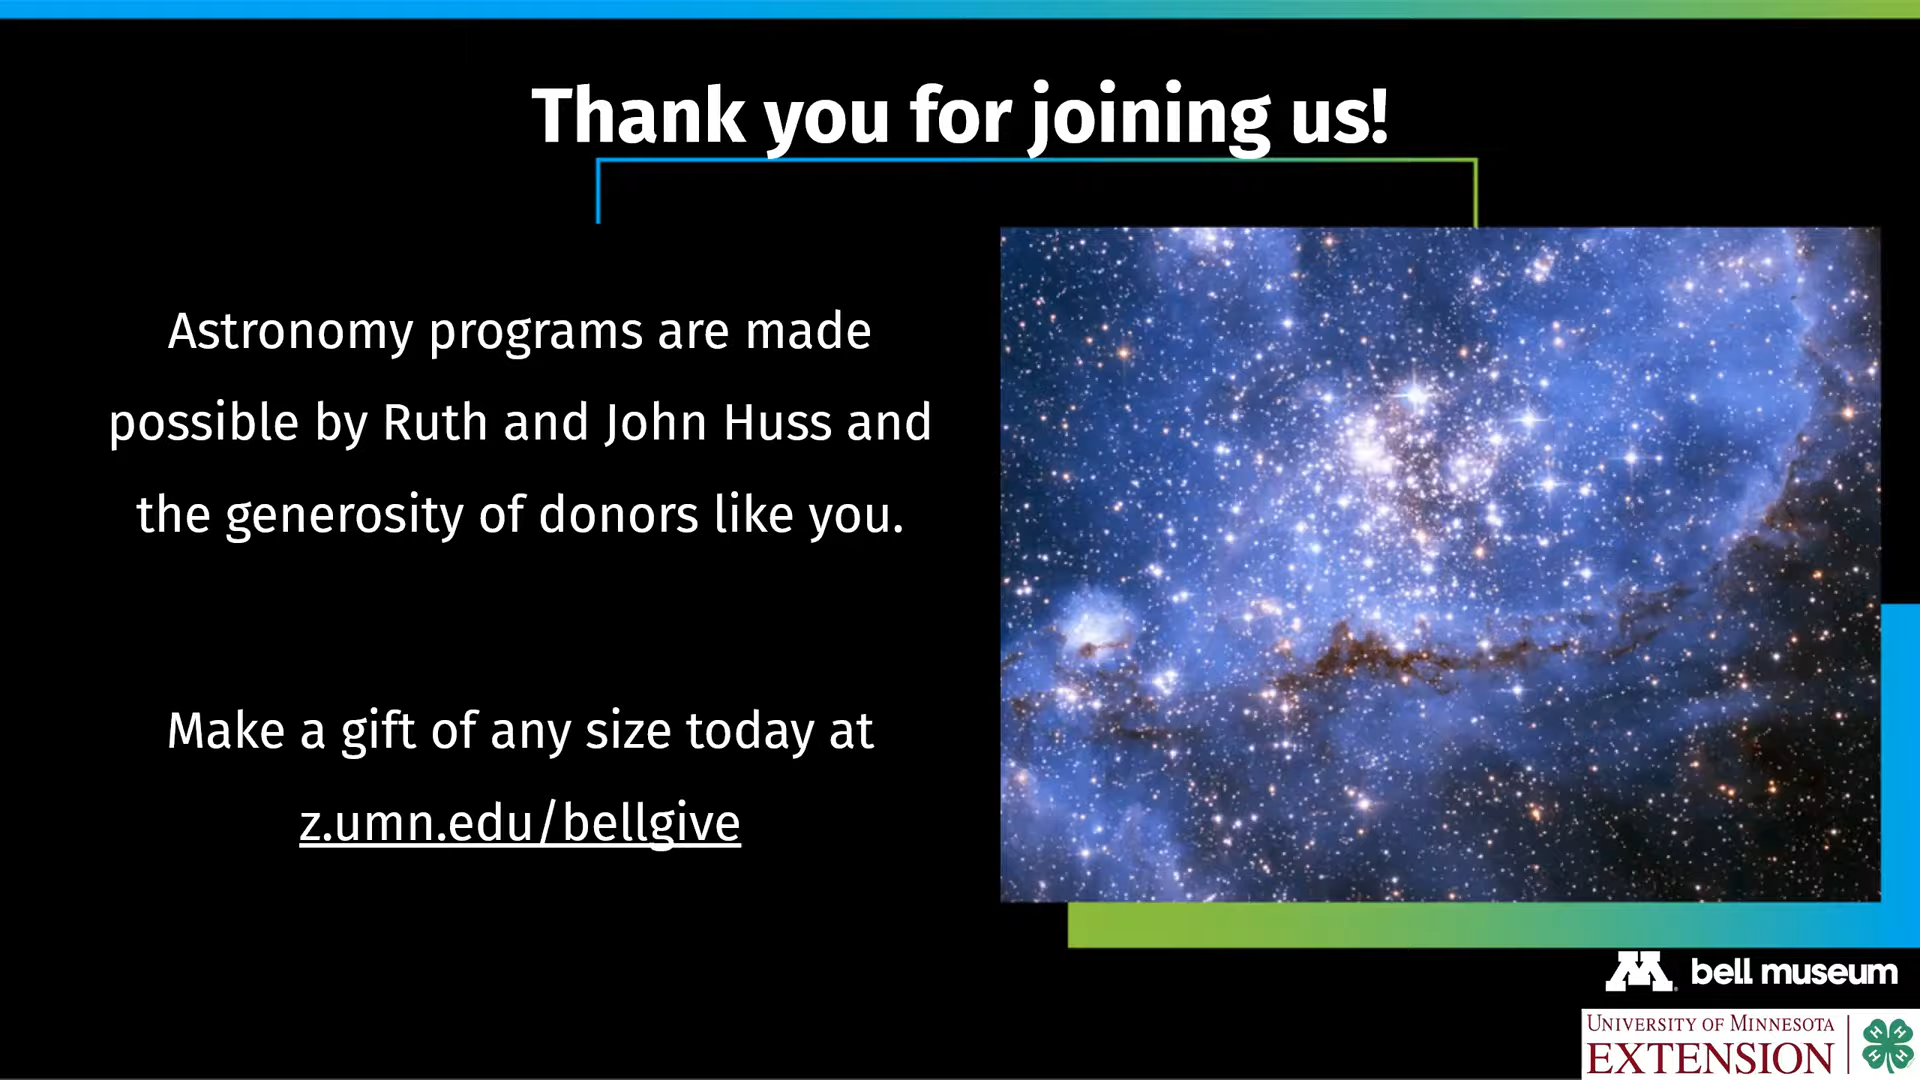 Thank you for joining us!
Astronomy programs are made
possible by Ruth and John Huss and
the generosity of donors like you.
Make a gift of any size today at
z.umn.edu/bellgive
M bell museum
UNIVERSITY OF MINNESOTA
EXTENSION
H H H H